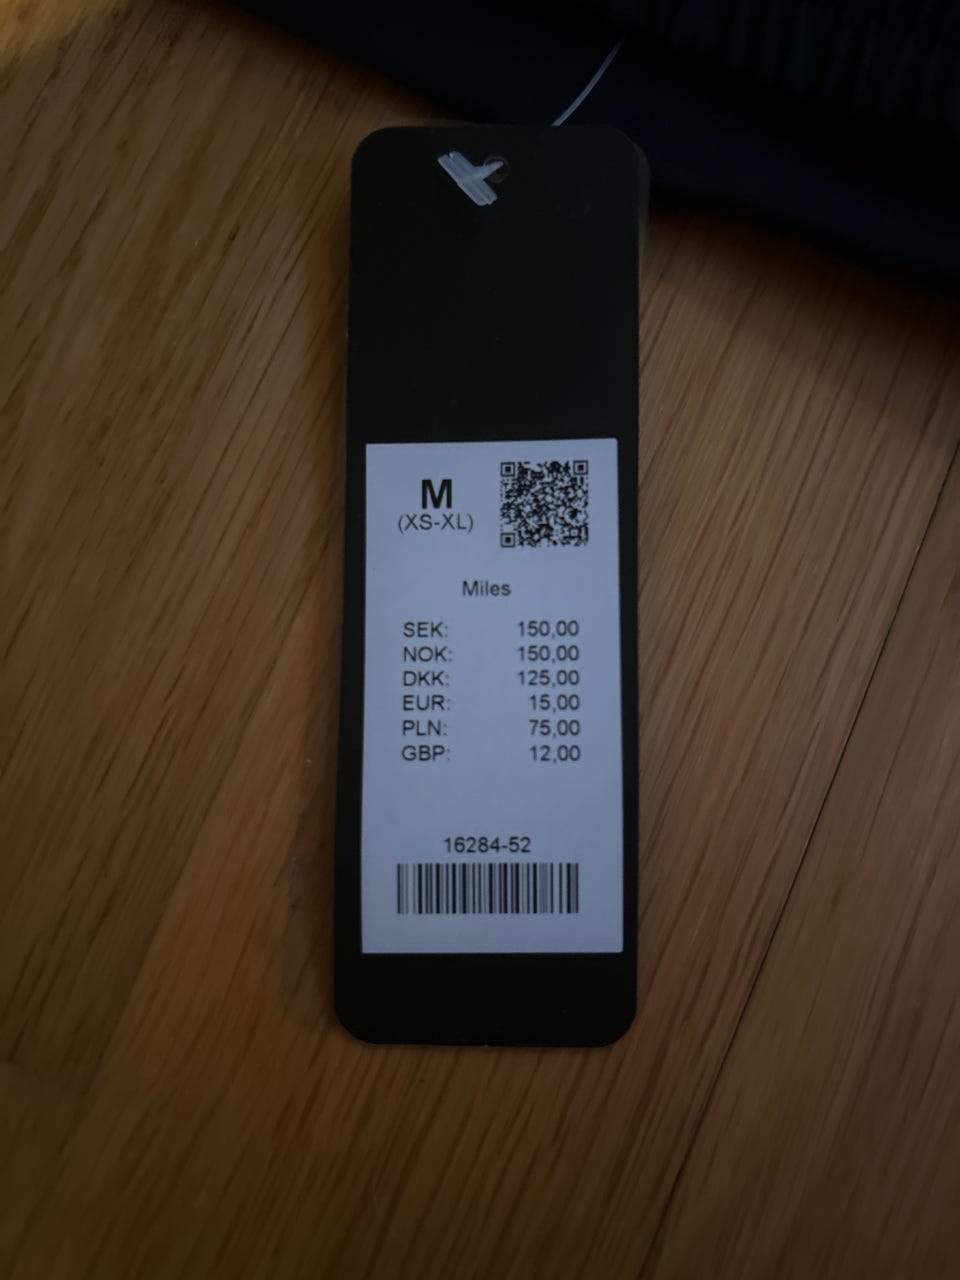 M
(XS-XL)
Miles
SEK: 150,00
NOK: 150,00
DKK: 125,00
EUR: 15,00
PLN: 75,00
GBP: 12,00
16284-52